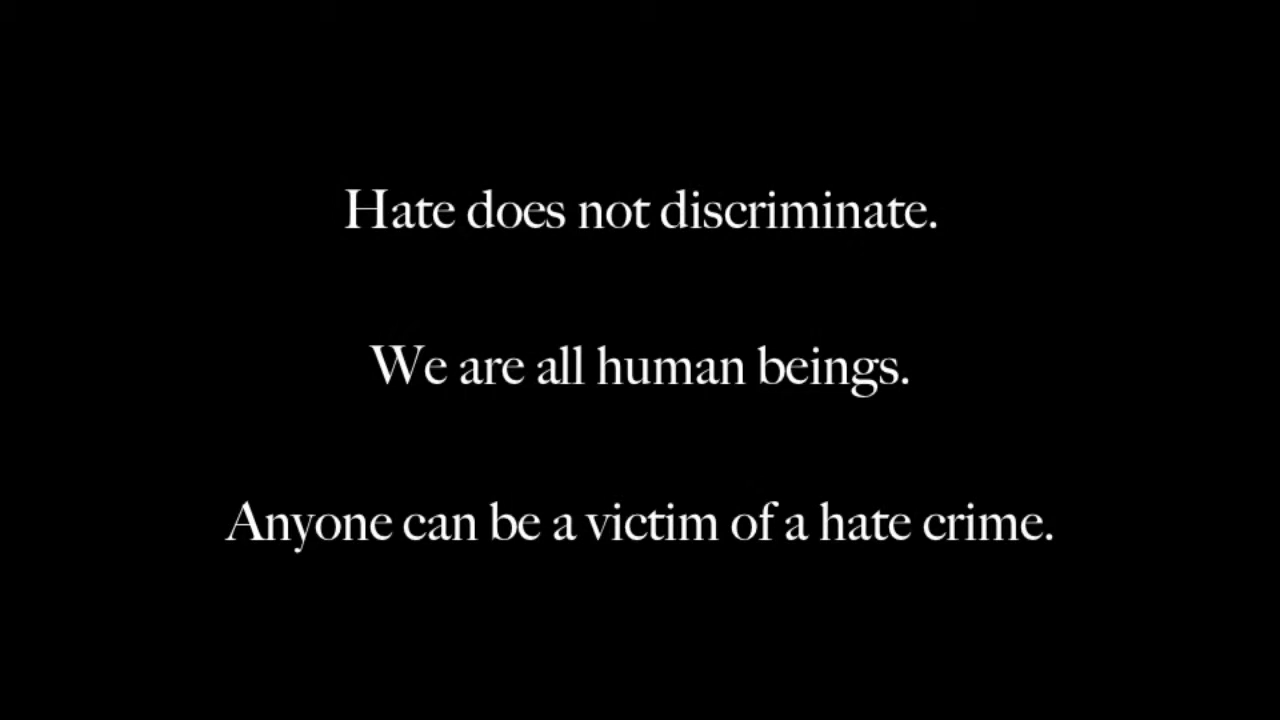 Hate does not discriminate.
We are all human beings.
Anyone can be a victim of a hate crime.